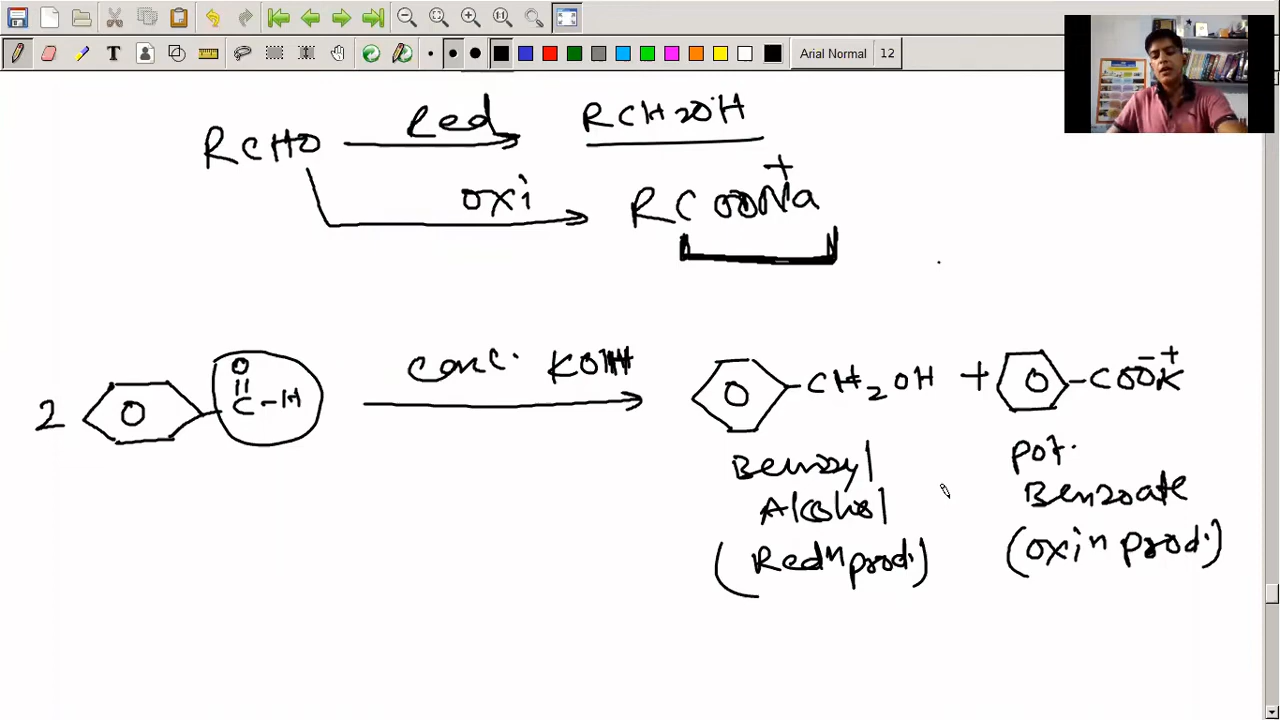 Arial Normal 12
RCHO Red RCH2OH
oxi RCOONa +
2 O O C-H Conc. KOH O CH2OH + O COO-K+
Benzyl Pot.
Alcohol Benzoate
(Redn prod.) (oxin prod.)